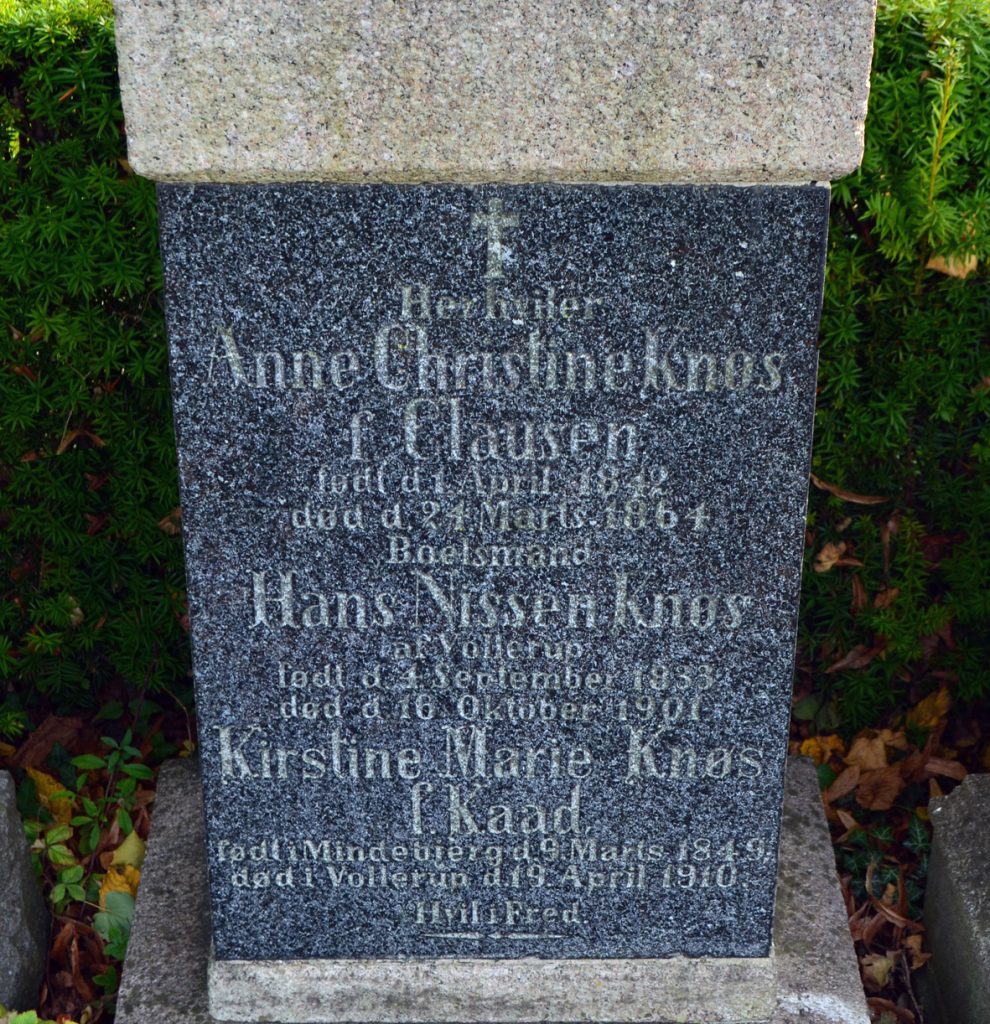 Her hviler
Anne Christine Knøs
f. Clausen,
født d. 1. April 1842
død d. 24. Marts 1864.
Boelsmand
Hans Nissen Knøs
af Vollerup,
født d. 4. September 1833
død d. 16. Oktober 1901.
Kirstine Marie Knøs
f. Kaad,
født i Mindebjerg d. 9. Marts 1849,
død i Vollerup d. 19. April 1910.
Hvil i Fred.